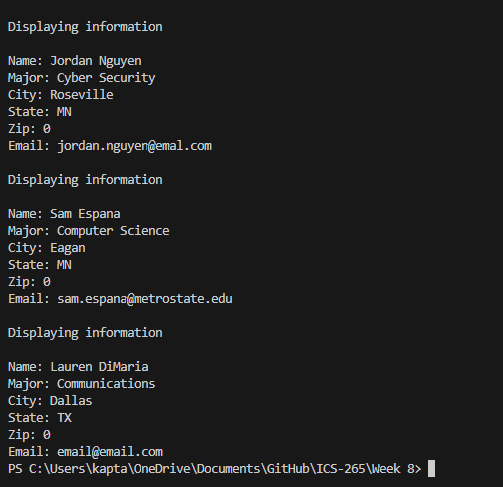 Displaying information
Name: Jordan Nguyen
Major: Cyber Security
City: Roseville
State: MN
Zip: 0
Email: jordan.nguyen@emal.com
Displaying information
Name: Sam Espana
Major: Computer Science
City: Eagan
State: MN
Zip: 0
Email: sam.espana@metrostate.edu
Displaying information
Name: Lauren DiMaria
Major: Communications
City: Dallas
State: TX
Zip: 0
Email: email@email.com
PS C:\Users\kapta\OneDrive\Documents\GitHub\ICS-265\Week 8>